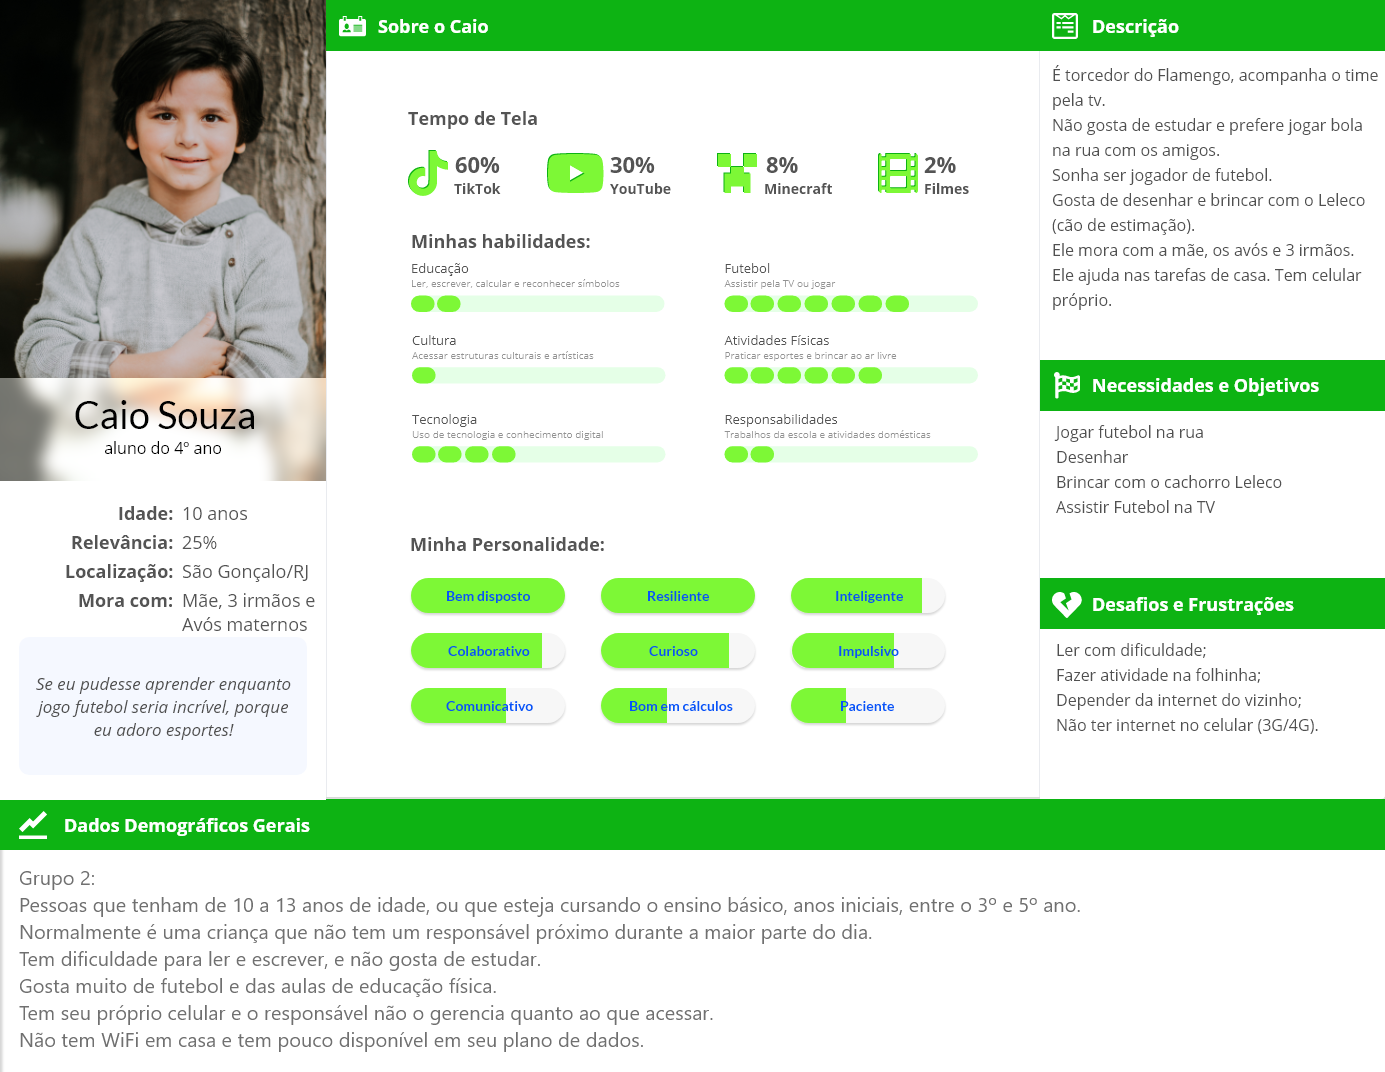 Caio Souza
aluno do 4º ano
Idade: 10 anos
Relevância: 25%
Localização: São Gonçalo/RJ
Mora com: Mãe, 3 irmãos e
Avós maternos
Se eu pudesse aprender enquanto
jogo futebol seria incrível, porque
eu adoro esportes!
Sobre o Caio
Tempo de Tela
60%
TikTok
30%
YouTube
8%
Minecraft
2%
Filmes
Minhas habilidades:
Educação
Ler, escrever, calcular e reconhecer símbolos
Futebol
Assistir pela TV ou jogar
Cultura
Acessar estruturas culturais e artísticas
Atividades Físicas
Praticar esportes e brincar ao ar livre
Tecnologia
Uso de tecnologia e conhecimento digital
Responsabilidades
Trabalhos da escola e atividades domésticas
Minha Personalidade:
Bem disposto
Resiliente
Inteligente
Colaborativo
Curioso
Impulsivo
Comunicativo
Bom em cálculos
Paciente
Descrição
É torcedor do Flamengo, acompanha o time
pela tv.
Não gosta de estudar e prefere jogar bola
na rua com os amigos.
Sonha ser jogador de futebol.
Gosta de desenhar e brincar com o Leleco
(cão de estimação).
Ele mora com a mãe, os avós e 3 irmãos.
Ele ajuda nas tarefas de casa. Tem celular
próprio.
Necessidades e Objetivos
Jogar futebol na rua
Desenhar
Brincar com o cachorro Leleco
Assistir Futebol na TV
Desafios e Frustrações
Ler com dificuldade;
Fazer atividade na folhinha;
Depender da internet do vizinho;
Não ter internet no celular (3G/4G).
Dados Demográficos Gerais
Grupo 2:
Pessoas que tenham de 10 a 13 anos de idade, ou que esteja cursando o ensino básico, anos iniciais, entre o 3º e 5º ano.
Normalmente é uma criança que não tem um responsável próximo durante a maior parte do dia.
Tem dificuldade para ler e escrever, e não gosta de estudar.
Gosta muito de futebol e das aulas de educação física.
Tem seu próprio celular e o responsável não o gerencia quanto ao que acessar.
Não tem WiFi em casa e tem pouco disponível em seu plano de dados.